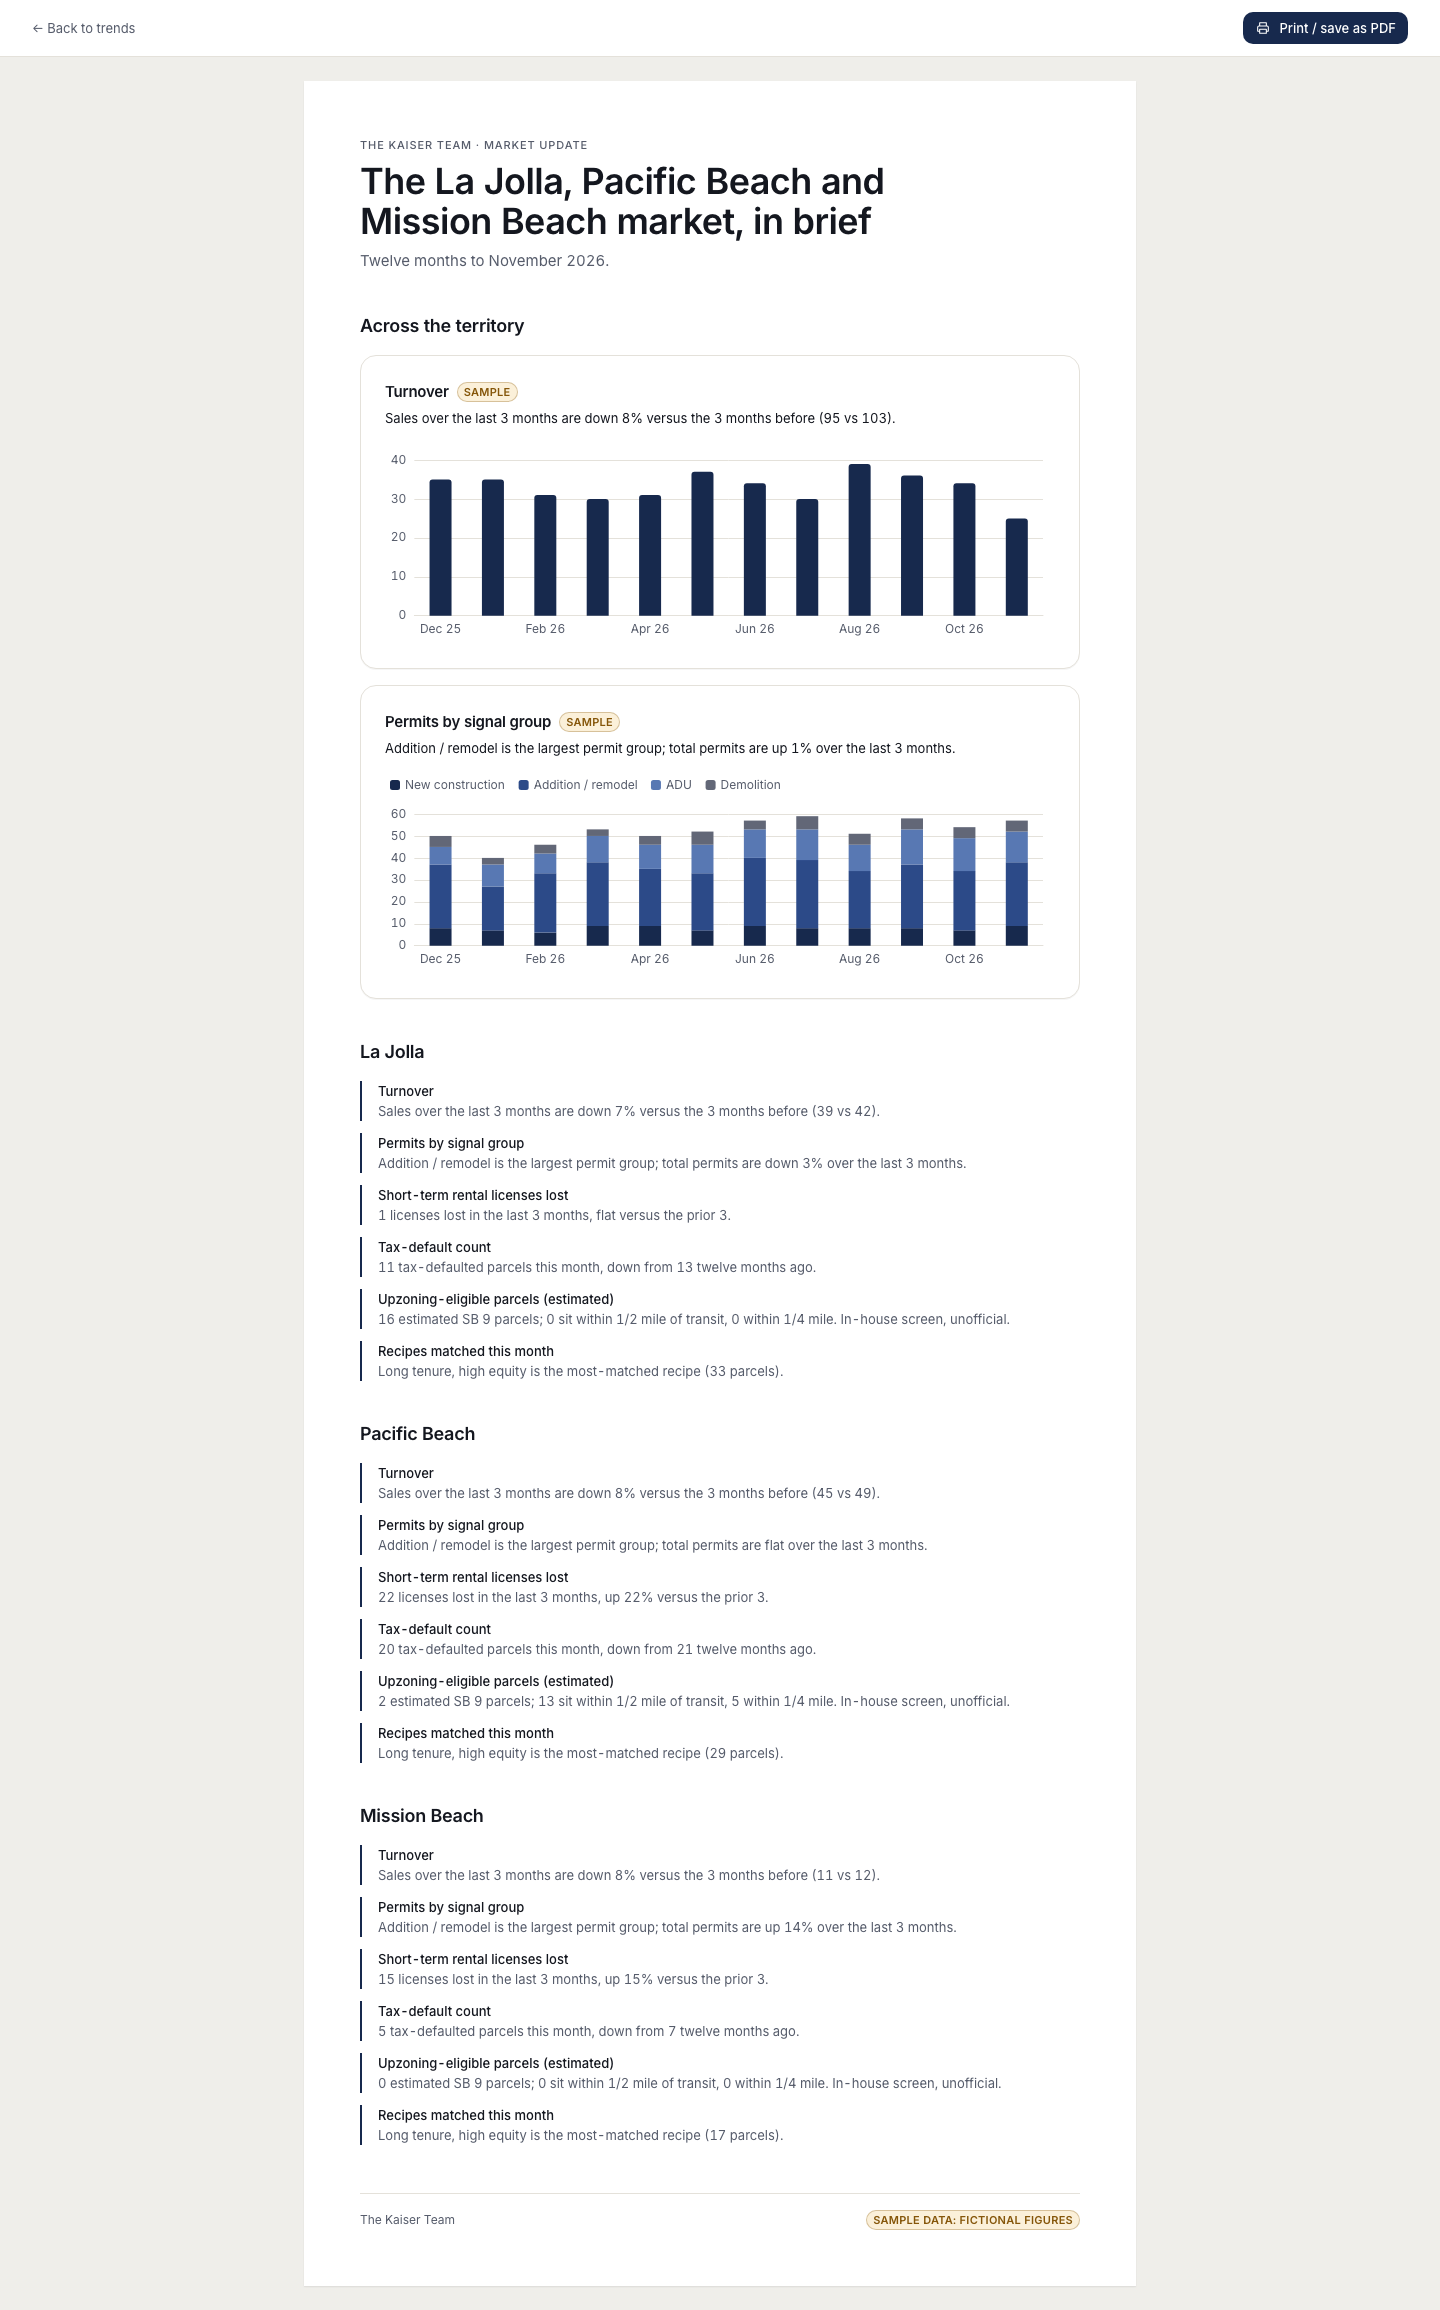 ← Back to trends
Print / save as PDF
THE KAISER TEAM · MARKET UPDATE
The La Jolla, Pacific Beach and
Mission Beach market, in brief
Twelve months to November 2026.
Across the territory
Turnover SAMPLE
Sales over the last 3 months are down 8% versus the 3 months before (95 vs 103).
40
30
20
10
0
Dec 25 Feb 26 Apr 26 Jun 26 Aug 26 Oct 26
Permits by signal group SAMPLE
Addition / remodel is the largest permit group; total permits are up 1% over the last 3 months.
New construction Addition / remodel ADU Demolition
60
50
40
30
20
10
0
Dec 25 Feb 26 Apr 26 Jun 26 Aug 26 Oct 26
La Jolla
Turnover
Sales over the last 3 months are down 7% versus the 3 months before (39 vs 42).
Permits by signal group
Addition / remodel is the largest permit group; total permits are down 3% over the last 3 months.
Short-term rental licenses lost
1 licenses lost in the last 3 months, flat versus the prior 3.
Tax-default count
11 tax-defaulted parcels this month, down from 13 twelve months ago.
Upzoning-eligible parcels (estimated)
16 estimated SB 9 parcels; 0 sit within 1/2 mile of transit, 0 within 1/4 mile. In-house screen, unofficial.
Recipes matched this month
Long tenure, high equity is the most-matched recipe (33 parcels).
Pacific Beach
Turnover
Sales over the last 3 months are down 8% versus the 3 months before (45 vs 49).
Permits by signal group
Addition / remodel is the largest permit group; total permits are flat over the last 3 months.
Short-term rental licenses lost
22 licenses lost in the last 3 months, up 22% versus the prior 3.
Tax-default count
20 tax-defaulted parcels this month, down from 21 twelve months ago.
Upzoning-eligible parcels (estimated)
2 estimated SB 9 parcels; 13 sit within 1/2 mile of transit, 5 within 1/4 mile. In-house screen, unofficial.
Recipes matched this month
Long tenure, high equity is the most-matched recipe (29 parcels).
Mission Beach
Turnover
Sales over the last 3 months are down 8% versus the 3 months before (11 vs 12).
Permits by signal group
Addition / remodel is the largest permit group; total permits are up 14% over the last 3 months.
Short-term rental licenses lost
15 licenses lost in the last 3 months, up 15% versus the prior 3.
Tax-default count
5 tax-defaulted parcels this month, down from 7 twelve months ago.
Upzoning-eligible parcels (estimated)
0 estimated SB 9 parcels; 0 sit within 1/2 mile of transit, 0 within 1/4 mile. In-house screen, unofficial.
Recipes matched this month
Long tenure, high equity is the most-matched recipe (17 parcels).
The Kaiser Team
SAMPLE DATA: FICTIONAL FIGURES